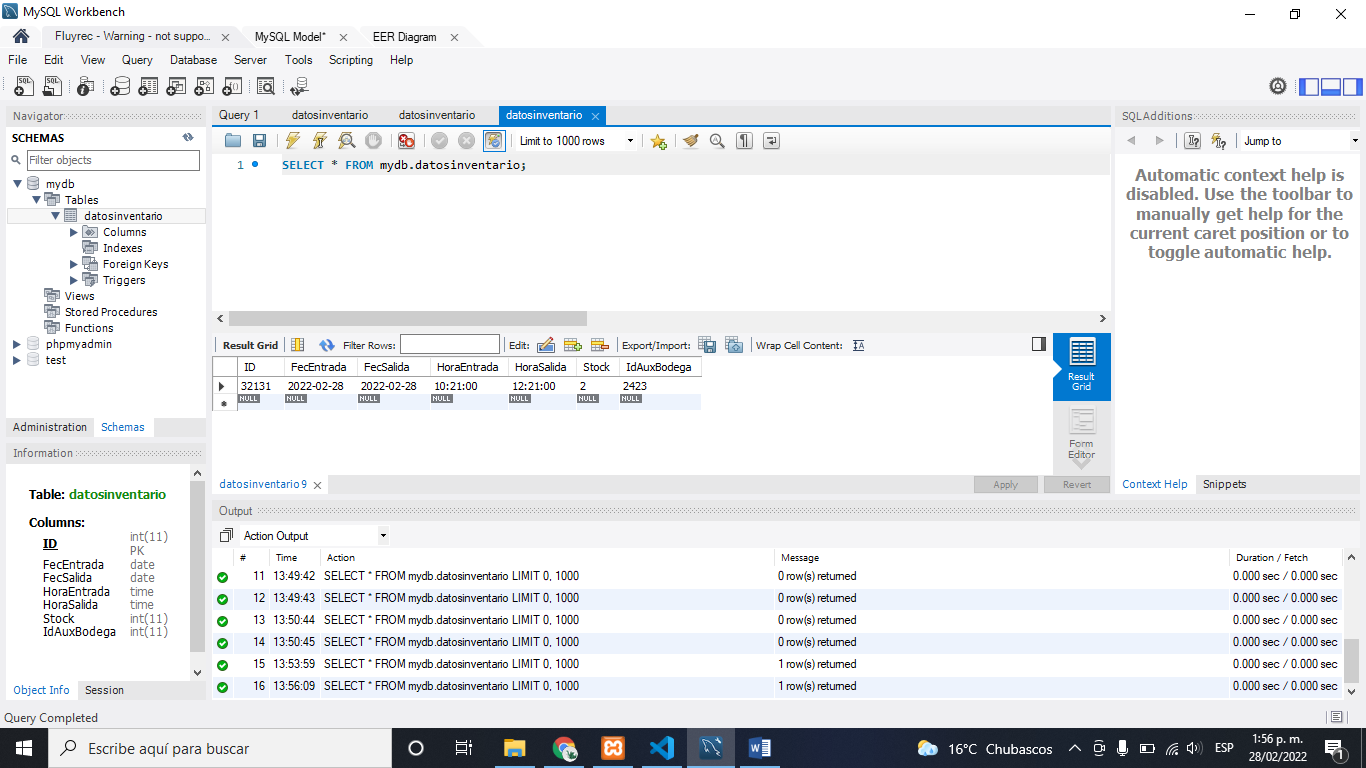 MySQL Workbench
Fluyrec - Warning - not suppo...
MySQL Model*
EER Diagram
File Edit View Query Database Server Tools Scripting Help
Navigator
SCHEMAS
Filter objects
mydb
Tables
datosinventario
Columns
Indexes
Foreign Keys
Triggers
Views
Stored Procedures
Functions
phpmyadmin
test
Administration Schemas
Information
Table: datosinventario
Columns:
ID int(11) PK
FecEntrada date
FecSalida date
HoraEntrada time
HoraSalida time
Stock int(11)
IdAuxBodega int(11)
Object Info Session
Query 1 datosinventario datosinventario datosinventario
Limit to 1000 rows
1 SELECT * FROM mydb.datosinventario;
Result Grid Filter Rows: Edit: Export/Import: Wrap Cell Content:
ID FecEntrada FecSalida HoraEntrada HoraSalida Stock IdAuxBodega
32131 2022-02-28 2022-02-28 10:21:00 12:21:00 2 2423
NULL NULL NULL NULL NULL NULL NULL
Result Grid
Form Editor
datosinventario 9
Apply Revert
SQLAdditions
Jump to
Automatic context help is
disabled. Use the toolbar to
manually get help for the
current caret position or to
toggle automatic help.
Context Help Snippets
Output
Action Output
# Time Action Message Duration / Fetch
11 13:49:42 SELECT * FROM mydb.datosinventario LIMIT 0, 1000 0 row(s) returned 0.000 sec / 0.000 sec
12 13:49:43 SELECT * FROM mydb.datosinventario LIMIT 0, 1000 0 row(s) returned 0.000 sec / 0.000 sec
13 13:50:44 SELECT * FROM mydb.datosinventario LIMIT 0, 1000 0 row(s) returned 0.000 sec / 0.000 sec
14 13:50:45 SELECT * FROM mydb.datosinventario LIMIT 0, 1000 0 row(s) returned 0.000 sec / 0.000 sec
15 13:53:59 SELECT * FROM mydb.datosinventario LIMIT 0, 1000 1 row(s) returned 0.000 sec / 0.000 sec
16 13:56:09 SELECT * FROM mydb.datosinventario LIMIT 0, 1000 1 row(s) returned 0.000 sec / 0.000 sec
Query Completed
Escribe aquí para buscar
16°C Chubascos
ESP
1:56 p. m.
28/02/2022
1